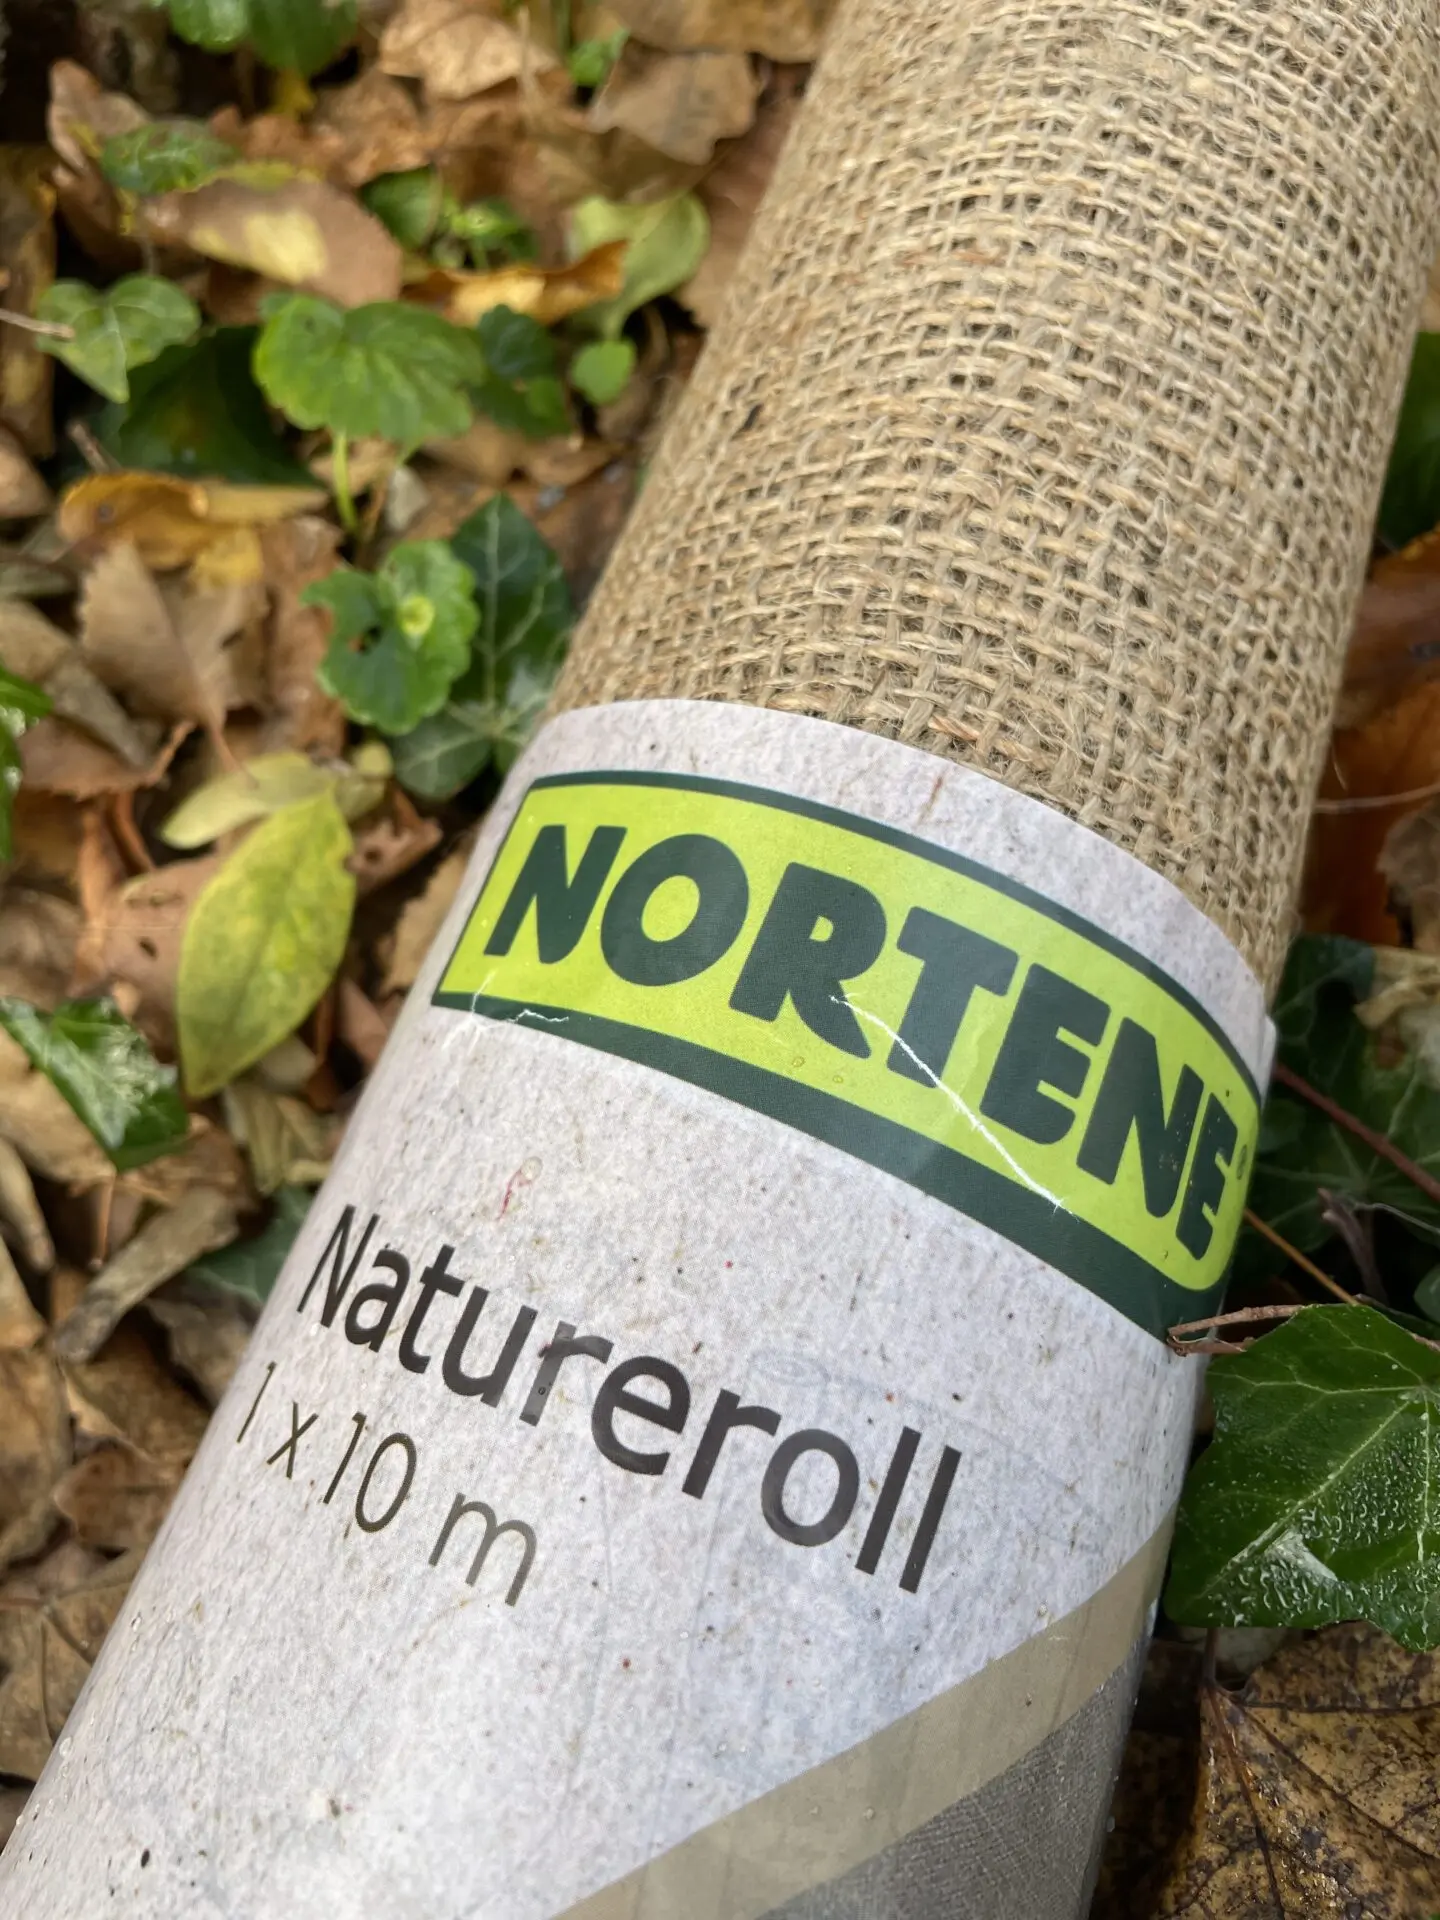 NORTENE
Natureroll
1 x 10 m